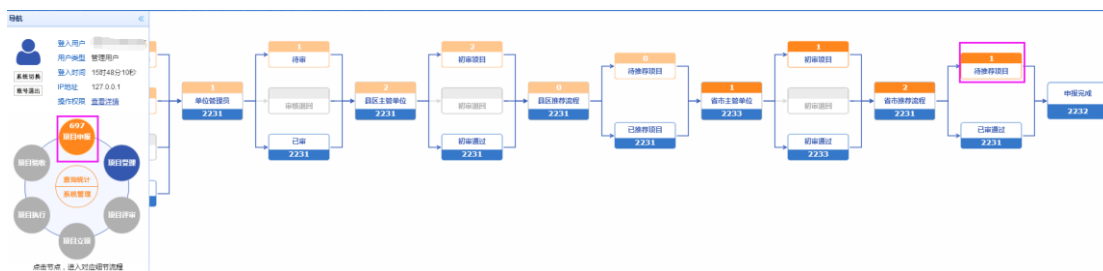 导航
登入用户
用户类型 管理用户
登入时间 15时48分10秒
IP地址 127.0.0.1
操作权限 查看详情
系统切换
账号退出
697
项目申报
项目受理
项目评审
项目立项
项目执行
项目验收
查询统计
系统管理
点击节点，进入对应细节流程
1
单位管理员
2231
1
待审
审核退回
已审
2231
2
县区主管单位
2231
2
初审项目
初审退回
初审通过
2231
0
县区推荐流程
2231
0
待推荐项目
已推荐项目
2231
1
省市主管单位
2233
1
初审项目
初审退回
初审通过
2233
2
省市推荐流程
2231
1
待推荐项目
已审通过
2231
申报完成
2232